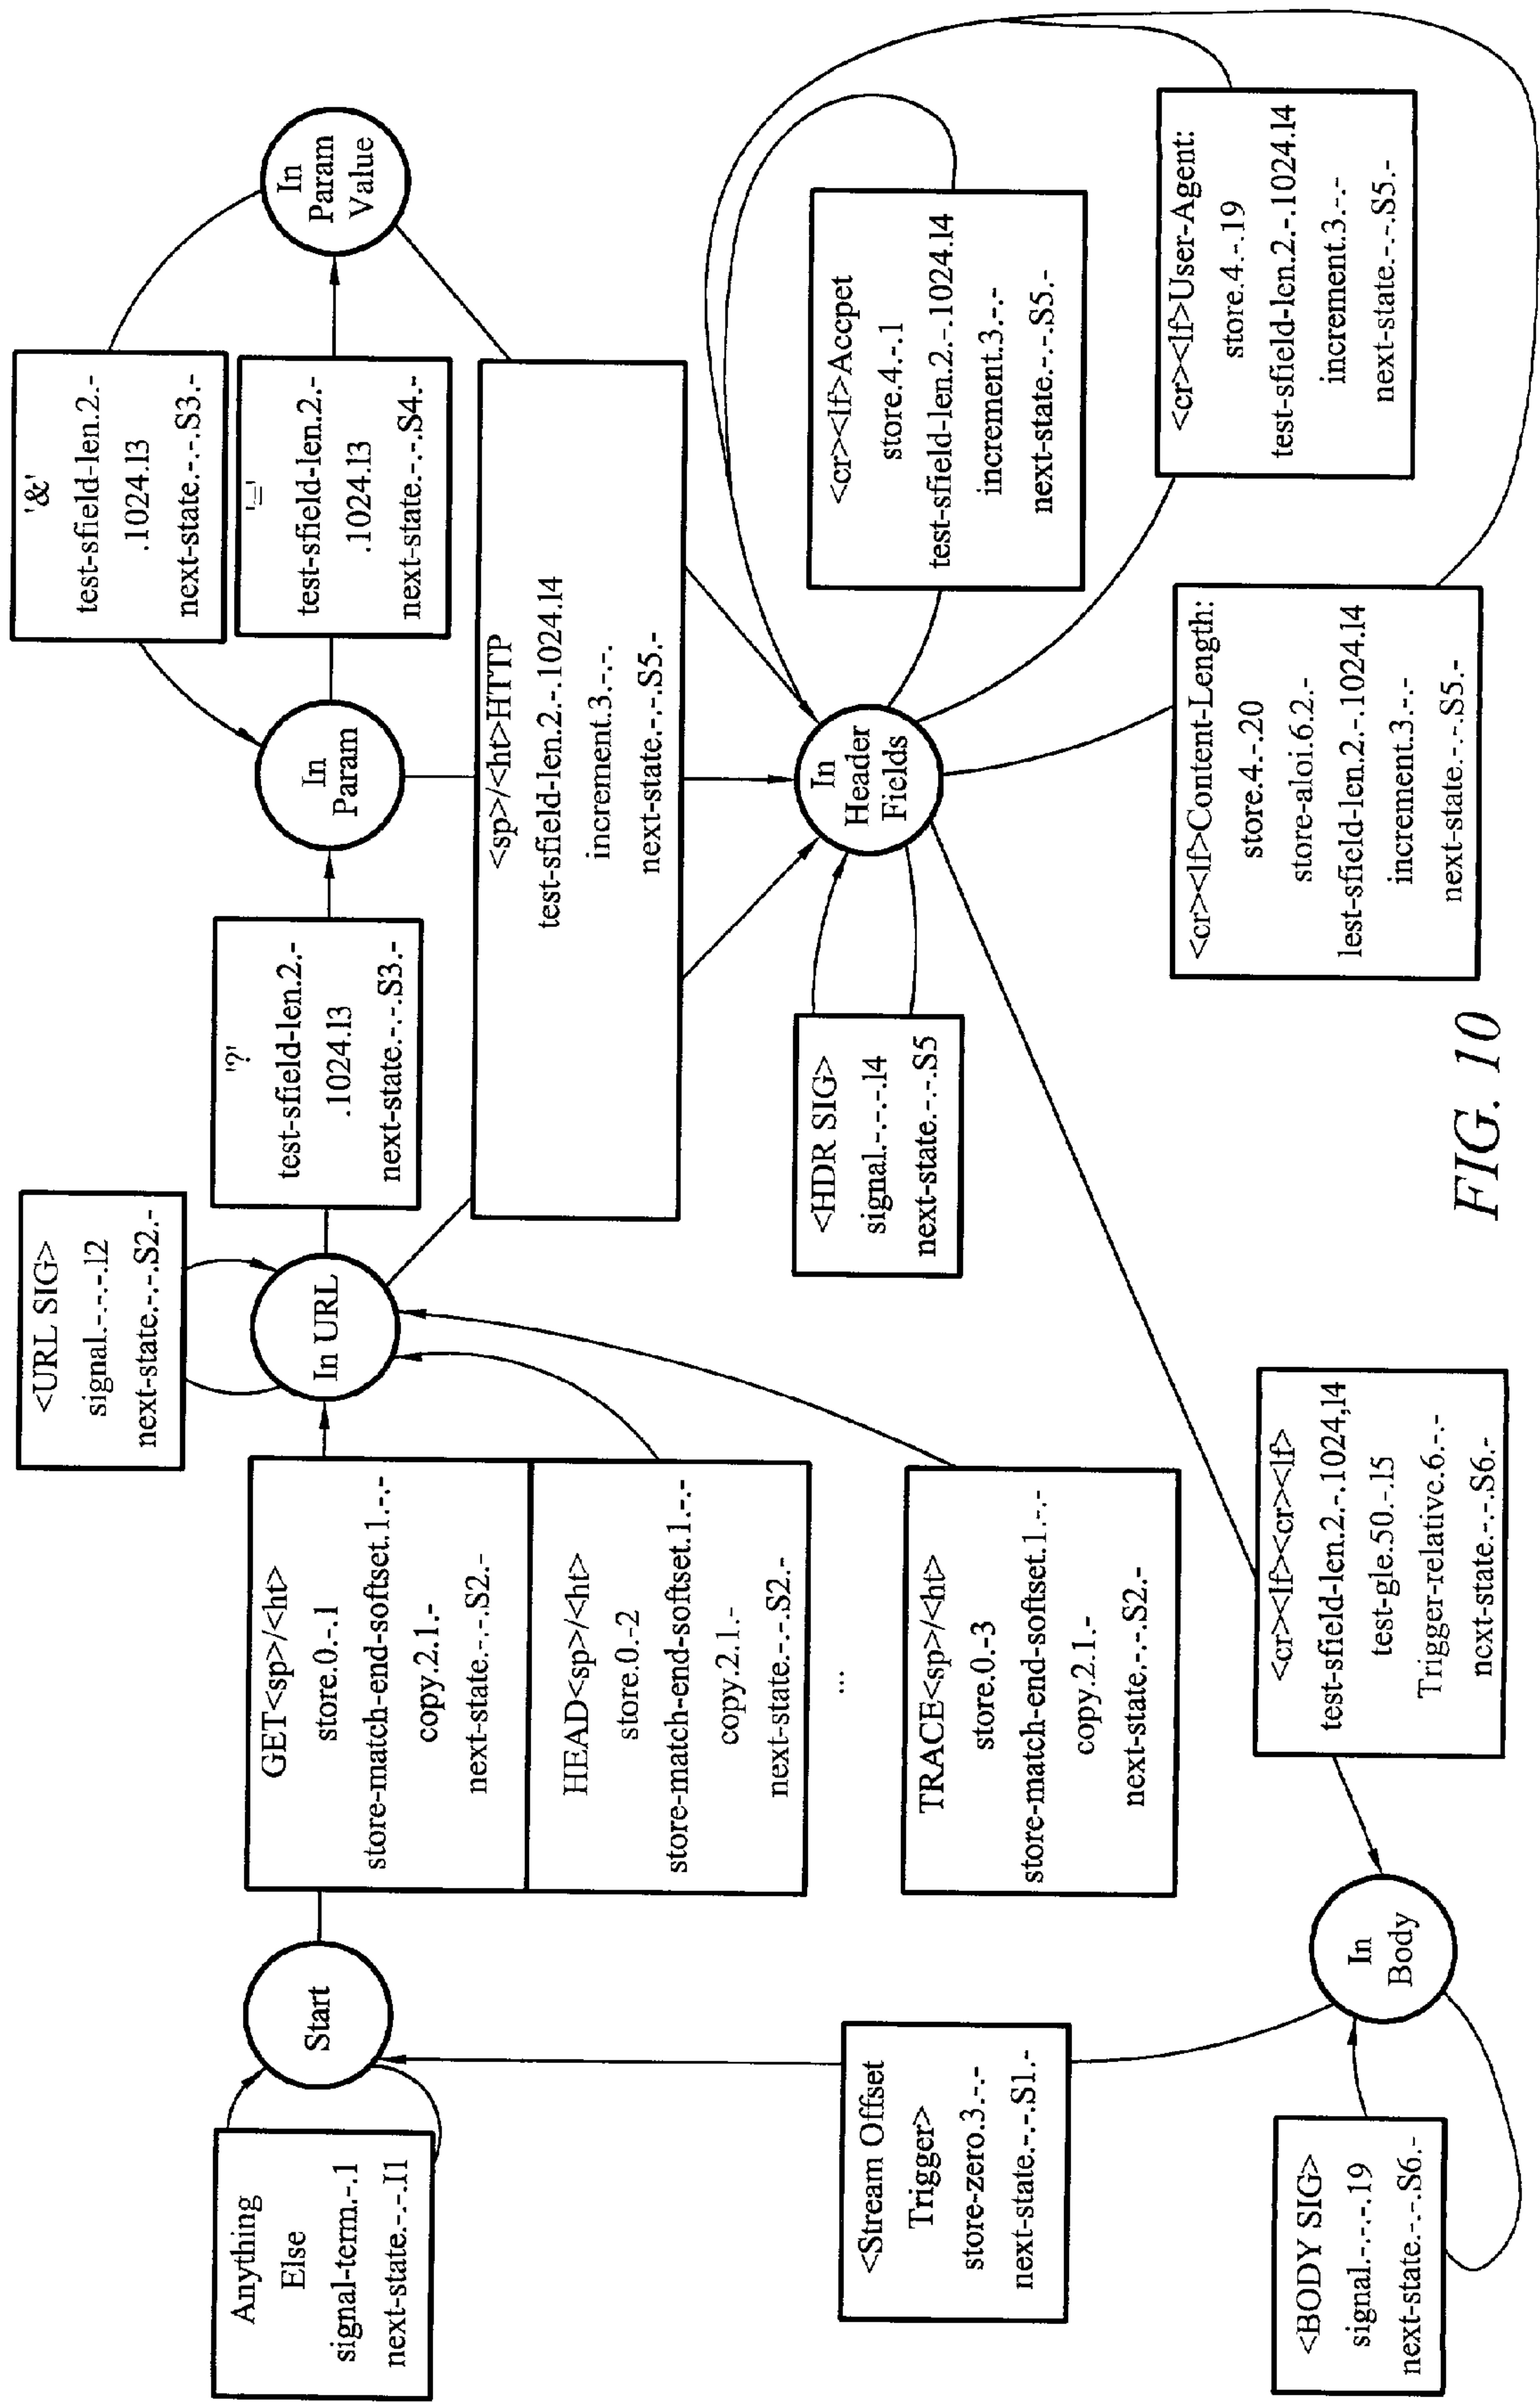 Anything
Else
signal-term.-.1
next-state.-.-.I1
Start
GET<sp>/<ht>
store.0.-.1
store-match-end-softset.1.-.-
copy.2.1.-
next-state.-.-.S2.-
HEAD<sp>/<ht>
store.0.-2
store-match-end-softset.1.-.-
copy.2.1.-
next-state.-.-.S2.-
...
TRACE<sp>/<ht>
store.0.-3
store-match-end-softset.1.-.-
copy.2.1.-
next-state.-.-.S2.-
<URL SIG>
signal.-.-.-.12
next-state.-.-.S2.-
In URL
'?'
test-sfield-len.2.-
.1024.13
next-state.-.-.S3.-
In
Param
'&'
test-sfield-len.2.-
.1024.13
next-state.-.-.S3.-
'='
test-sfield-len.2.-
.1024.13
next-state.-.-.S4.-
In
Param
Value
<sp>/<ht>HTTP
test-sfield-len.2.-.1024.14
increment.3.-.-.
next-state.-.-.S5.-
<HDR SIG>
signal.-.-.-.14
next-state.-.-.S5
In
Header
Fields
<cr><lf>Accpet
store.4.-.1
test-sfield-len.2.-.1024.14
increment.3.-.-
next-state.-.-.S5.-
<cr><lf>User-Agent:
store.4.-.19
test-sfield-len.2.-.1024.14
increment.3.-.-
next-state.-.-.S5.-
<cr><lf>Content-Length:
store.4.-.20
store-aloi.6.2.-
lest-sfield-len.2.-.1024.14
increment.3.-.-
next-state.-.-.S5.-
<Stream Offset
Trigger>
store-zero.3.-.-
next-state.-.-.S1.-
<BODY SIG>
signal.-.-.-.19
next-state.-.-.S6.-
In
Body
<cr><lf><cr><lf>
test-sfield-len.2.-.1024,14
test-gle.50.-.15
Trigger-relative.6.-.-
next-state.-.-.S6.-
FIG. 10